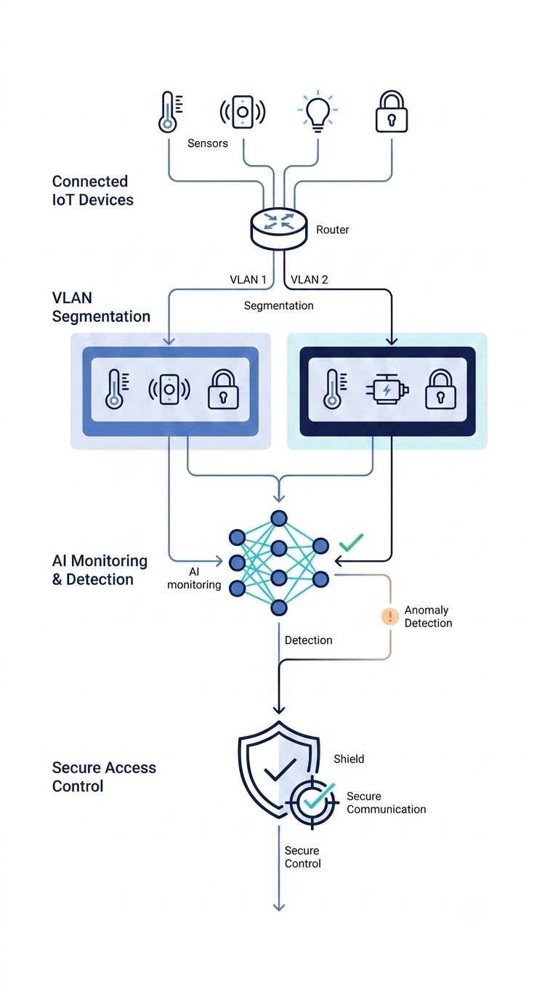 Sensors
Connected
IoT Devices
Router
VLAN 1
VLAN 2
VLAN
Segmentation
Segmentation
AI Monitoring
& Detection
AI
monitoring
Anomaly
Detection
Detection
Secure Access
Control
Shield
Secure
Communication
Secure
Control